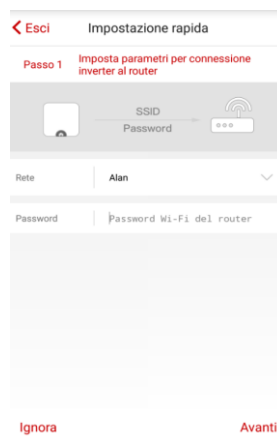 Esci Impostazione rapida
Passo 1 Imposta parametri per connessione
inverter al router
SSID
Password
Rete Alan
Password Password Wi-Fi del router
Ignora Avanti